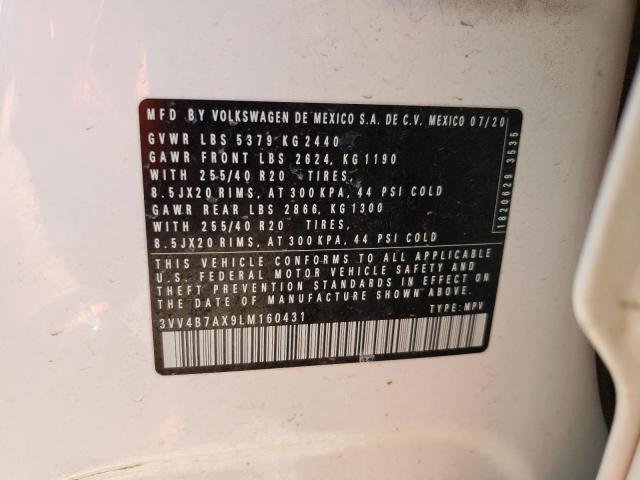 MFD BY VOLKSWAGEN DE MEXICO S.A. DE C.V. MEXICO 07/20
GVWR LBS 5379 KG 2440
GAWR FRONT LBS 2624, KG 1190
WITH 255/40 R20 TIRES,
8.5JX20 RIMS, AT 300 KPA, 44 PSI COLD
GAWR REAR LBS 2866, KG 1300
WITH 255/40 R20 TIRES,
8.5JX20 RIMS, AT 300 KPA, 44 PSI COLD
THIS VEHICLE CONFORMS TO ALL APPLICABLE
U.S. FEDERAL MOTOR VEHICLE SAFETY AND
THEFT PREVENTION STANDARDS IN EFFECT ON
THE DATE OF MANUFACTURE SHOWN ABOVE.
3VV4B7AX9LM160431 TYPE: MPV
1820629 3535